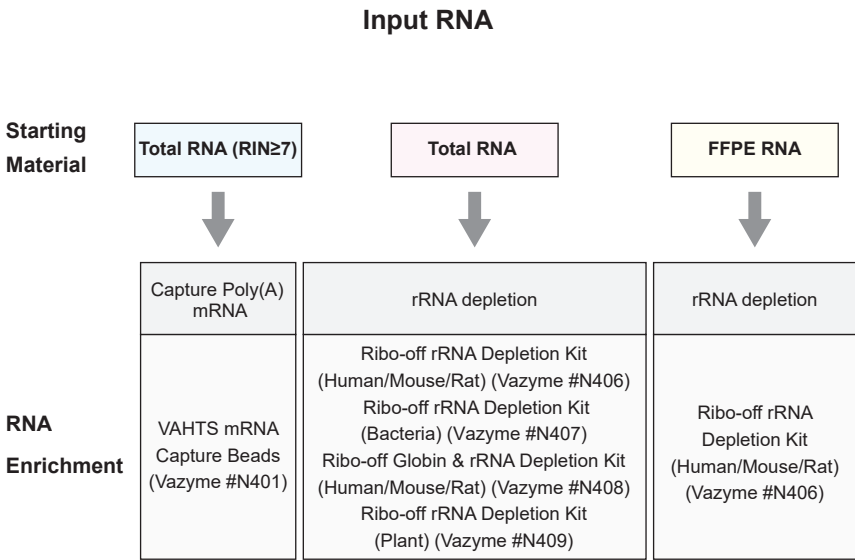 Input RNA
Starting
Material
Total RNA (RIN≥7)
Total RNA
FFPE RNA
Capture Poly(A)
mRNA
rRNA depletion
rRNA depletion
RNA
Enrichment
VAHTS mRNA
Capture Beads
(Vazyme #N401)
Ribo-off rRNA Depletion Kit
(Human/Mouse/Rat) (Vazyme #N406)
Ribo-off rRNA Depletion Kit
(Bacteria) (Vazyme #N407)
Ribo-off Globin & rRNA Depletion Kit
(Human/Mouse/Rat) (Vazyme #N408)
Ribo-off rRNA Depletion Kit
(Plant) (Vazyme #N409)
Ribo-off rRNA
Depletion Kit
(Human/Mouse/Rat)
(Vazyme #N406)